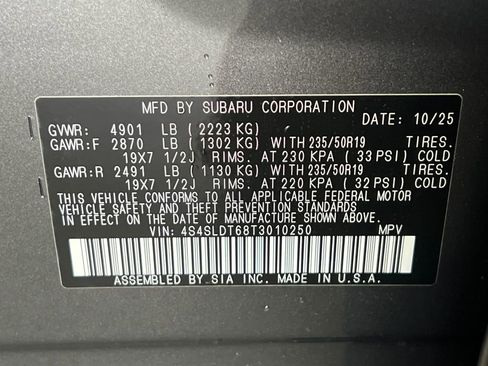 MFD BY SUBARU CORPORATION
DATE: 10/25
GVWR: 4901 LB ( 2223 KG)
GAWR:F 2870 LB ( 1302 KG) WITH 235/50R19 TIRES.
19X7 1/2J RIMS. AT 230 KPA ( 33 PSI) COLD
GAWR:R 2491 LB ( 1130 KG) WITH 235/50R19 TIRES.
19X7 1/2J RIMS. AT 220 KPA ( 32 PSI) COLD
THIS VEHICLE CONFORMS TO ALL APPLICABLE FEDERAL MOTOR
VEHICLE SAFETY AND THEFT PREVENTION STANDARDS
IN EFFECT ON THE DATE OF MANUFACTURE SHOWN ABOVE.
VIN: 4S4SLDT68T3010250 MPV
ASSEMBLED BY SIA INC. MADE IN U.S.A.